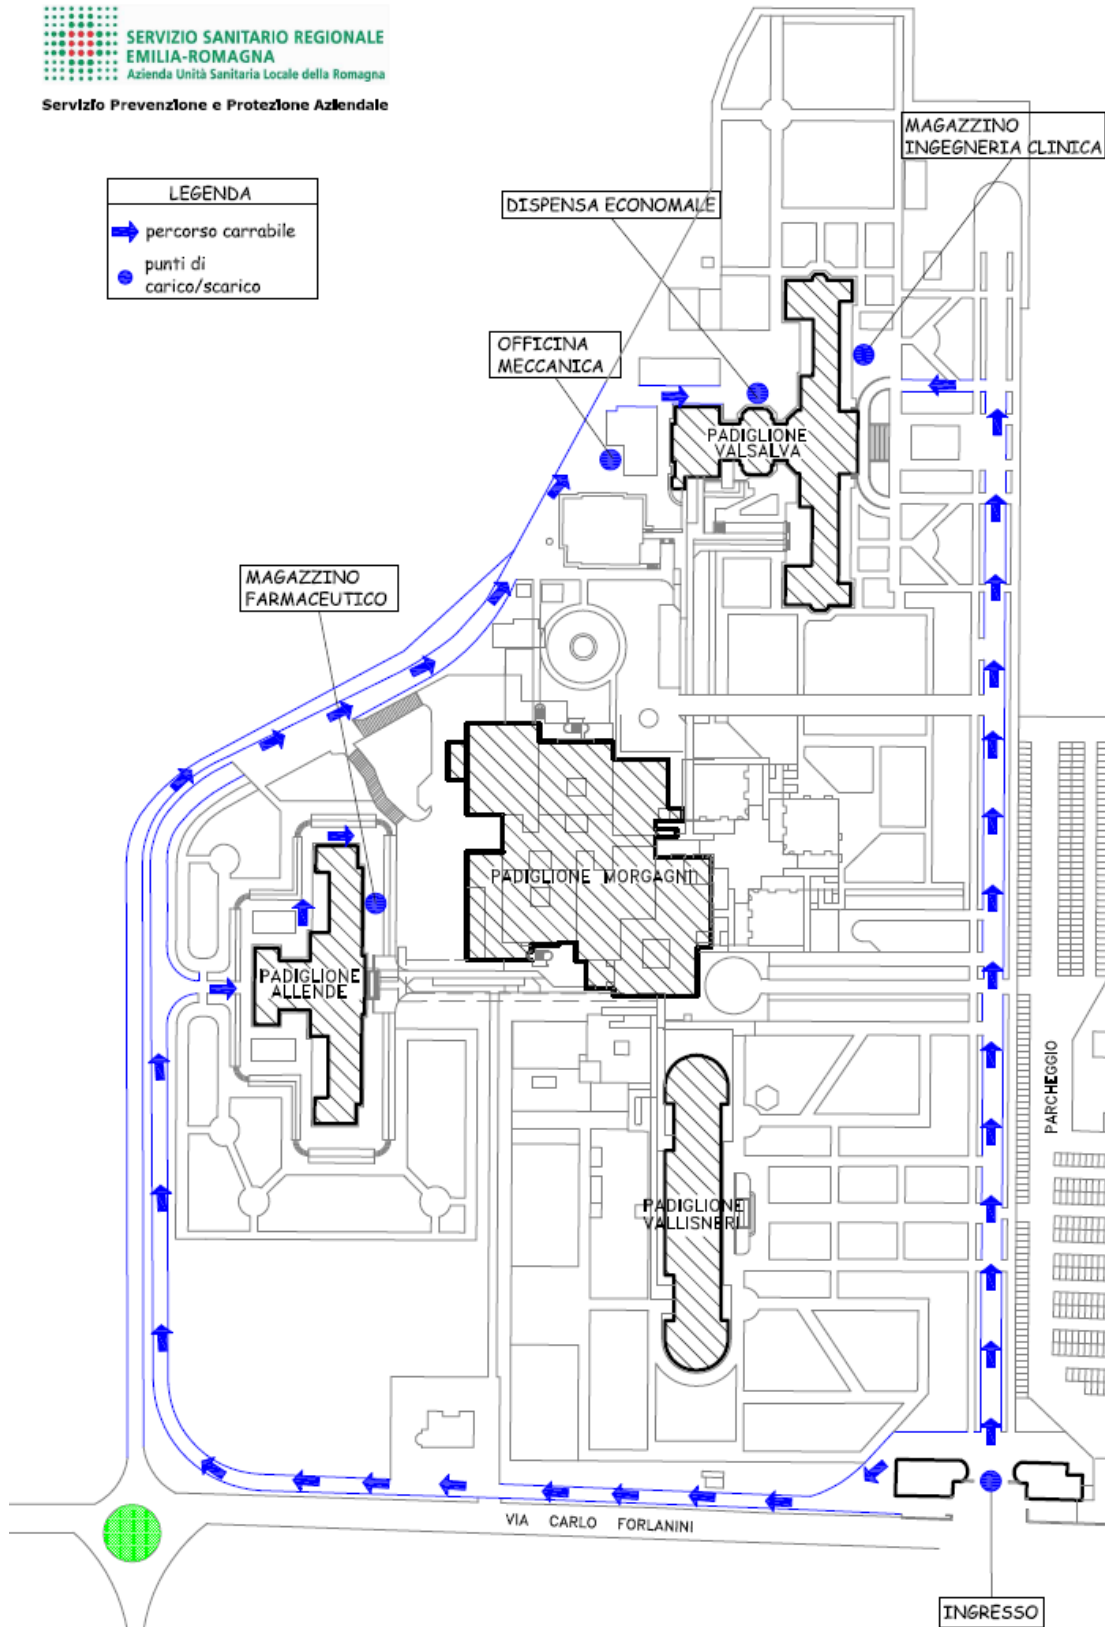 SERVIZIO SANITARIO REGIONALE
EMILIA-ROMAGNA
Azienda Unità Sanitaria Locale della Romagna
Servizio Prevenzione e Protezione Aziendale
LEGENDA
percorso carrabile
punti di
carico/scarico
MAGAZZINO
INGEGNERIA CLINICA
DISPENSA ECONOMALE
OFFICINA
MECCANICA
PADIGLIONE
VALSALVA
MAGAZZINO
FARMACEUTICO
PADIGLIONE MORGAGNI
PADIGLIONE
ALLENDE
PARCHEGGIO
PADIGLIONE
VALLISNERI
VIA CARLO FORLANINI
INGRESSO